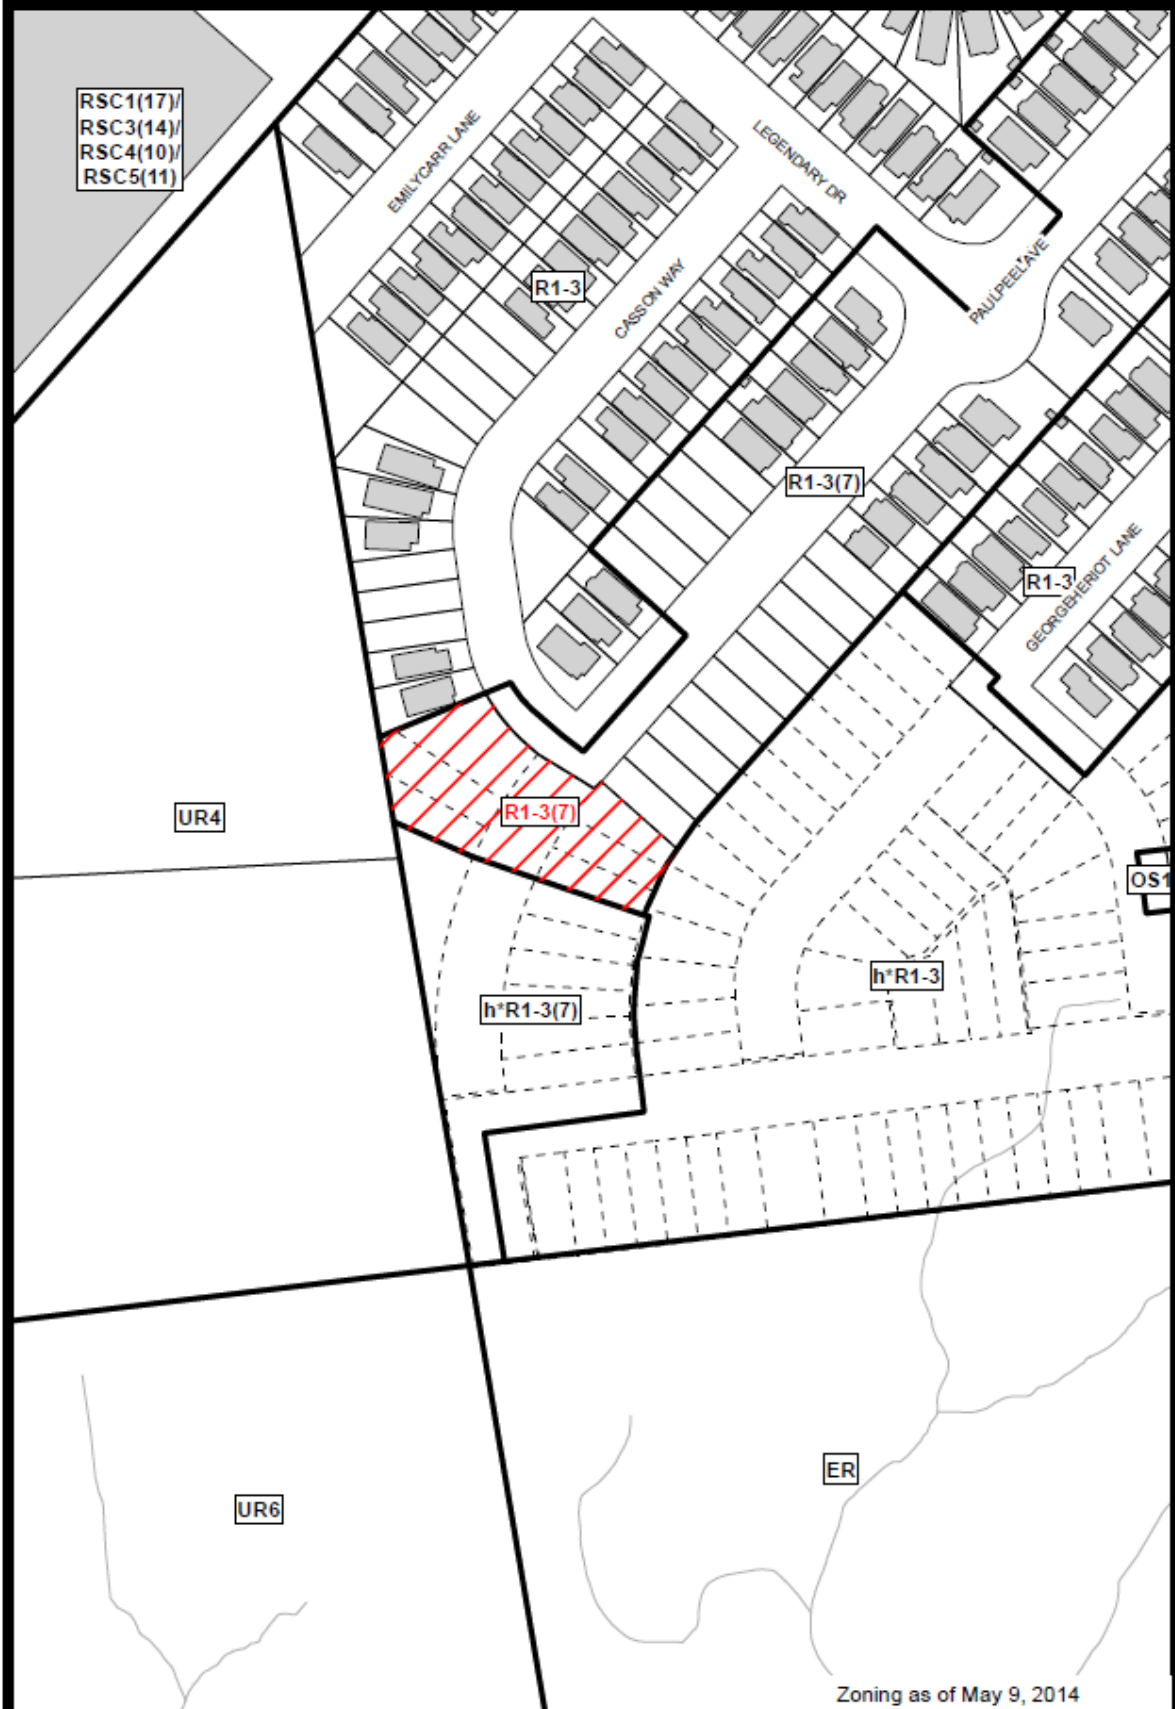 RSC1(17)/
RSC3(14)/
RSC4(10)/
RSC5(11)
EMILYCARR LANE
LEGENDARY DR
PAULPEEL AVE
R1-3
CASSON WAY
R1-3(7)
R1-3
GEORGEHERIOT LANE
UR4
R1-3(7)
OS1
h*R1-3
h*R1-3(7)
ER
UR6
Zoning as of May 9, 2014